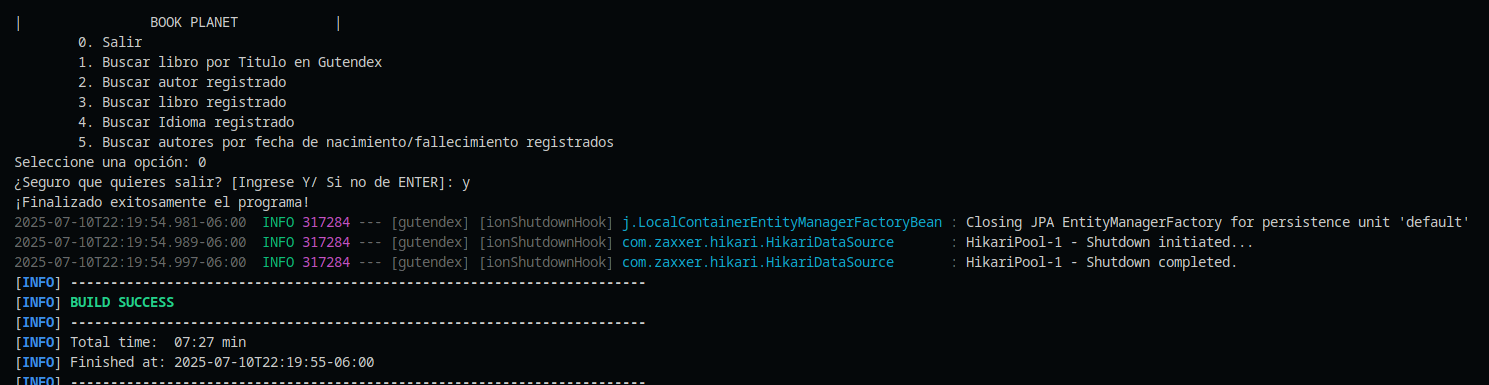 |                BOOK PLANET            |
        0. Salir
        1. Buscar libro por Titulo en Gutendex
        2. Buscar autor registrado
        3. Buscar libro registrado
        4. Buscar Idioma registrado
        5. Buscar autores por fecha de nacimiento/fallecimiento registrados
Seleccione una opción: 0
¿Seguro que quieres salir? [Ingrese Y/ Si no de ENTER]: y
¡Finalizado exitosamente el programa!
2025-07-10T22:19:54.981-06:00  INFO 317284 --- [gutendex] [ionShutdownHook] j.LocalContainerEntityManagerFactoryBean : Closing JPA EntityManagerFactory for persistence unit 'default'
2025-07-10T22:19:54.989-06:00  INFO 317284 --- [gutendex] [ionShutdownHook] com.zaxxer.hikari.HikariDataSource       : HikariPool-1 - Shutdown initiated...
2025-07-10T22:19:54.997-06:00  INFO 317284 --- [gutendex] [ionShutdownHook] com.zaxxer.hikari.HikariDataSource       : HikariPool-1 - Shutdown completed.
[INFO] ------------------------------------------------------------------------
[INFO] BUILD SUCCESS
[INFO] ------------------------------------------------------------------------
[INFO] Total time:  07:27 min
[INFO] Finished at: 2025-07-10T22:19:55-06:00
[INFO] ------------------------------------------------------------------------